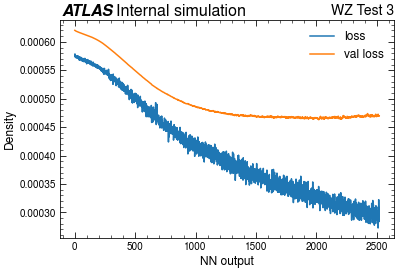 ATLAS Internal simulation
WZ Test 3
loss
val loss
Density
0.00060
0.00055
0.00050
0.00045
0.00040
0.00035
0.00030
0
500
1000
1500
2000
2500
NN output